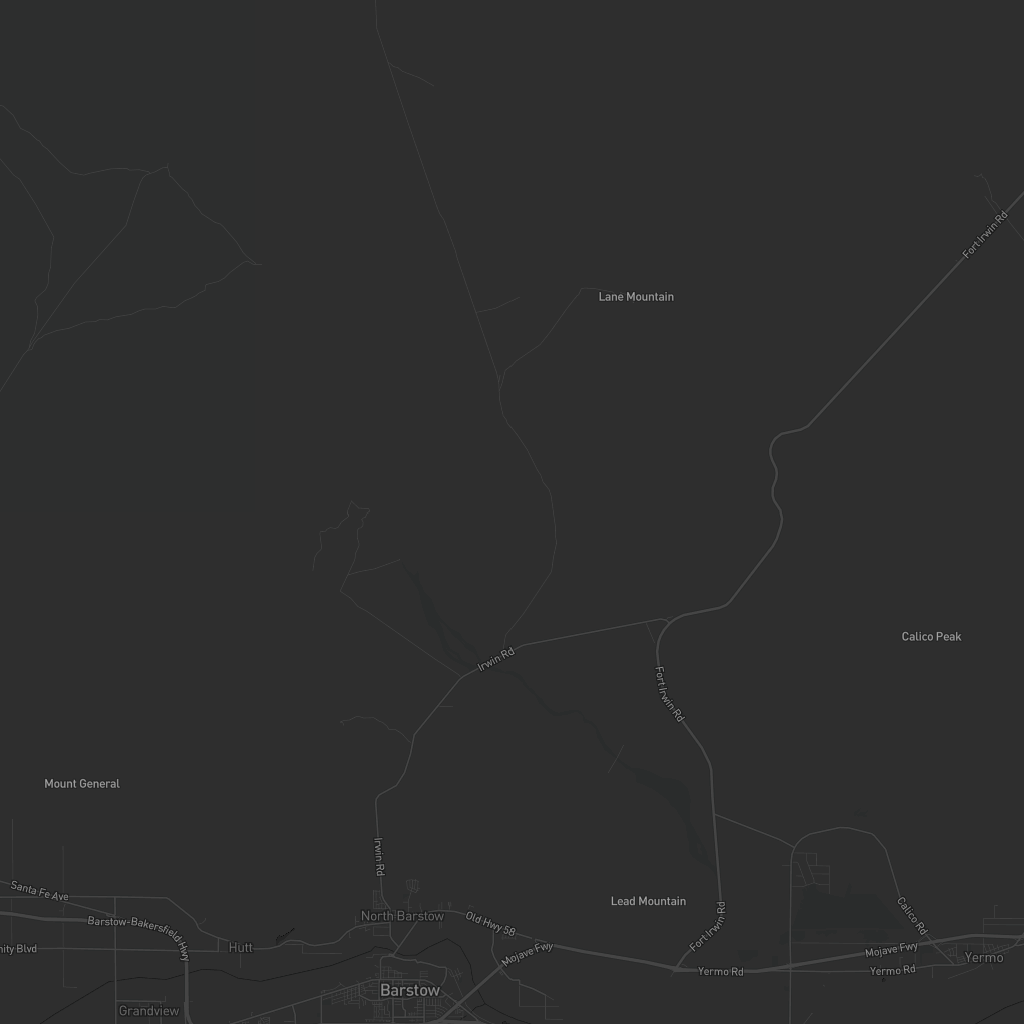 Fort Irwin Rd
Lane Mountain
Calico Peak
Irwin Rd
Fort Irwin Rd
Mount General
Irwin Rd
Santa Fe Ave
Lead Mountain
North Barstow
Old Hwy 58
Fort Irwin Rd
Calico Rd
Barstow-Bakersfield Hwy
nity Blvd
Hutt
Mojave Fwy
Mojave Fwy
Yermo
Yermo Rd
Yermo Rd
Barstow
Grandview